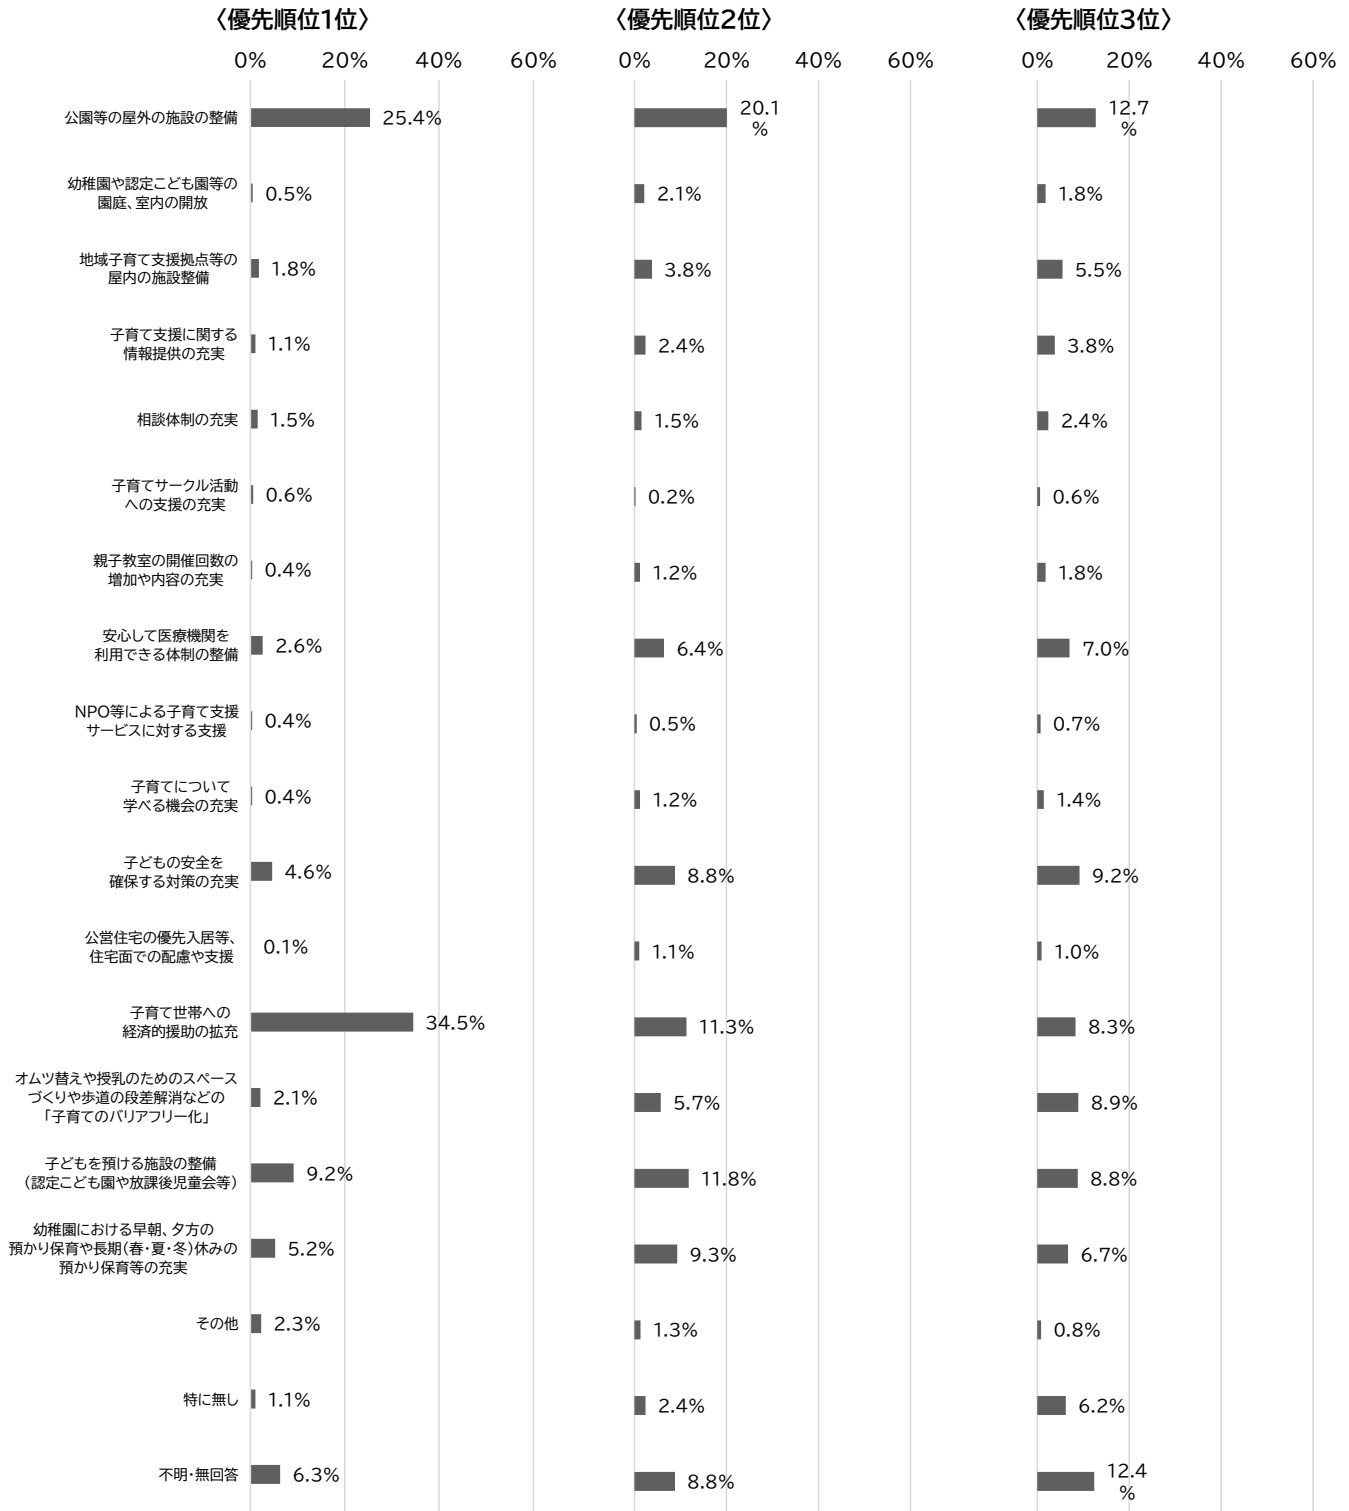 〈優先順位1位〉 〈優先順位2位〉 〈優先順位3位〉
0% 20% 40% 60% 0% 20% 40% 60% 0% 20% 40% 60%
公園等の屋外の施設の整備 25.4% 20.1% 12.7%
幼稚園や認定こども園等の
園庭、室内の開放 0.5% 2.1% 1.8%
地域子育て支援拠点等の
屋内の施設整備 1.8% 3.8% 5.5%
子育て支援に関する
情報提供の充実 1.1% 2.4% 3.8%
相談体制の充実 1.5% 1.5% 2.4%
子育てサークル活動
への支援の充実 0.6% 0.2% 0.6%
親子教室の開催回数の
増加や内容の充実 0.4% 1.2% 1.8%
安心して医療機関を
利用できる体制の整備 2.6% 6.4% 7.0%
NPO等による子育て支援
サービスに対する支援 0.4% 0.5% 0.7%
子育てについて
学べる機会の充実 0.4% 1.2% 1.4%
子どもの安全を
確保する対策の充実 4.6% 8.8% 9.2%
公営住宅の優先入居等、
住宅面での配慮や支援 0.1% 1.1% 1.0%
子育て世帯への
経済的援助の拡充 34.5% 11.3% 8.3%
オムツ替えや授乳のためのスペース
づくりや歩道の段差解消などの
「子育てのバリアフリー化」 2.1% 5.7% 8.9%
子どもを預ける施設の整備
(認定こども園や放課後児童会等) 9.2% 11.8% 8.8%
幼稚園における早朝、夕方の
預かり保育や長期(春・夏・冬)休みの
預かり保育等の充実 5.2% 9.3% 6.7%
その他 2.3% 1.3% 0.8%
特に無し 1.1% 2.4% 6.2%
不明・無回答 6.3% 8.8% 12.4%